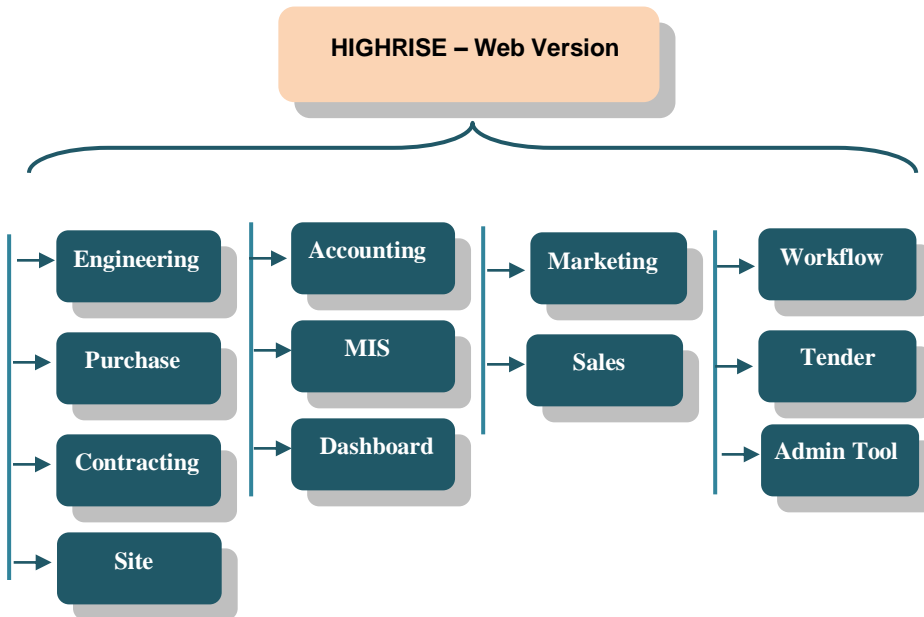 HIGHRISE – Web Version
Engineering
Purchase
Contracting
Site
Accounting
MIS
Dashboard
Marketing
Sales
Workflow
Tender
Admin Tool